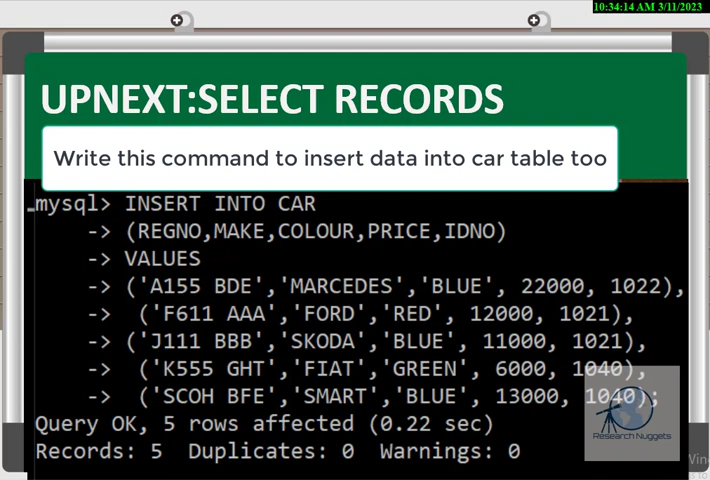 10:34:14 AM 3/11/2023
UPNEXT:SELECT RECORDS
Write this command to insert data into car table too
mysql> INSERT INTO CAR
-> (REGNO,MAKE,COLOUR,PRICE,IDNO)
-> VALUES
-> ('A155 BDE','MARCEDES','BLUE', 22000, 1022),
-> ('F611 AAA','FORD','RED', 12000, 1021),
-> ('J111 BBB','SKODA','BLUE', 11000, 1021),
-> ('K555 GHT','FIAT','GREEN', 6000, 1040),
-> ('SCOH BFE','SMART','BLUE', 13000, 1040);
Query OK, 5 rows affected (0.22 sec)
Records: 5 Duplicates: 0 Warnings: 0
Research Nuggets